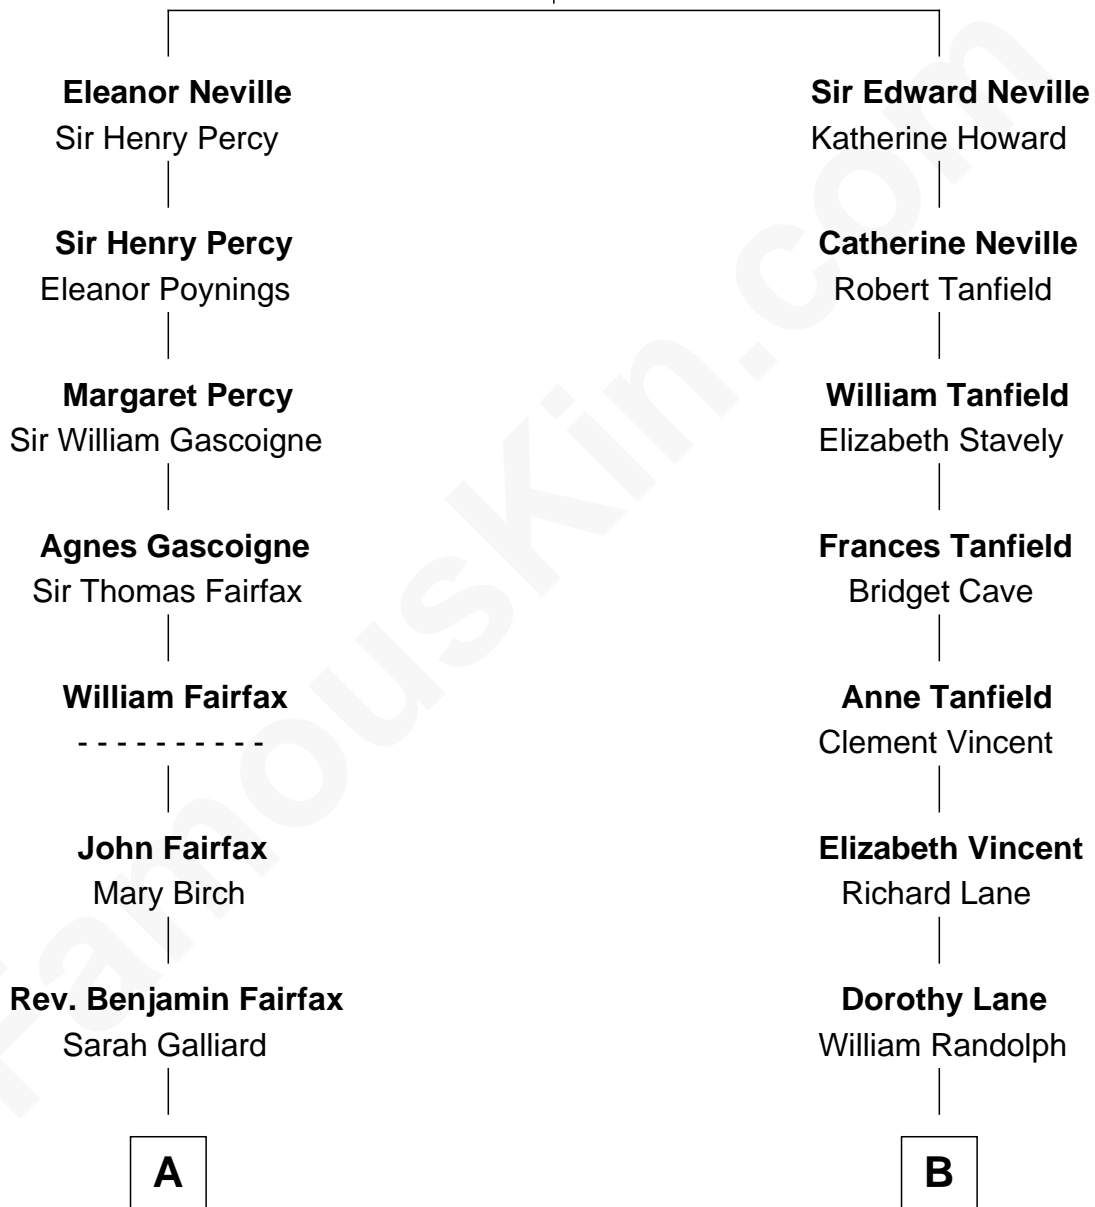 Eleanor Neville
Sir Henry Percy
Sir Henry Percy
Eleanor Poynings
Margaret Percy
Sir William Gascoigne
Agnes Gascoigne
Sir Thomas Fairfax
William Fairfax
- - - - - - - - - -
John Fairfax
Mary Birch
Rev. Benjamin Fairfax
Sarah Galliard
A
Sir Edward Neville
Katherine Howard
Catherine Neville
Robert Tanfield
William Tanfield
Elizabeth Stavely
Frances Tanfield
Bridget Cave
Anne Tanfield
Clement Vincent
Elizabeth Vincent
Richard Lane
Dorothy Lane
William Randolph
B
FamousKin.com